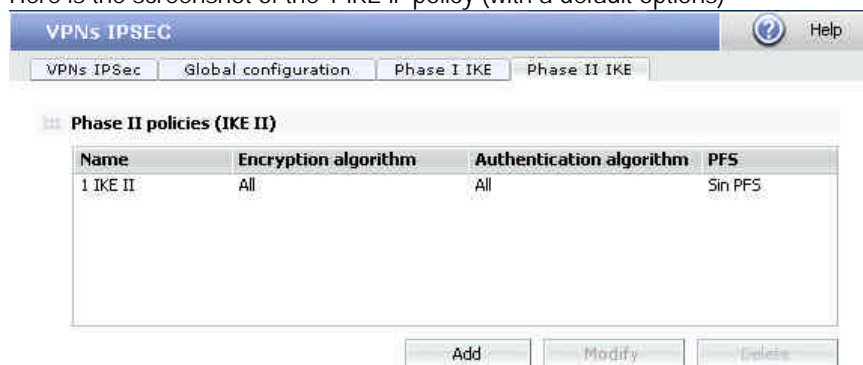 Here is the screenshot of the 1 IKE II policy (with a default options)
VPNs IPSEC
Help
VPNs IPSec Global configuration Phase I IKE Phase II IKE
Phase II policies (IKE II)
Name Encryption algorithm Authentication algorithm PFS
1 IKE II All All Sin PFS
Add Modify Delete